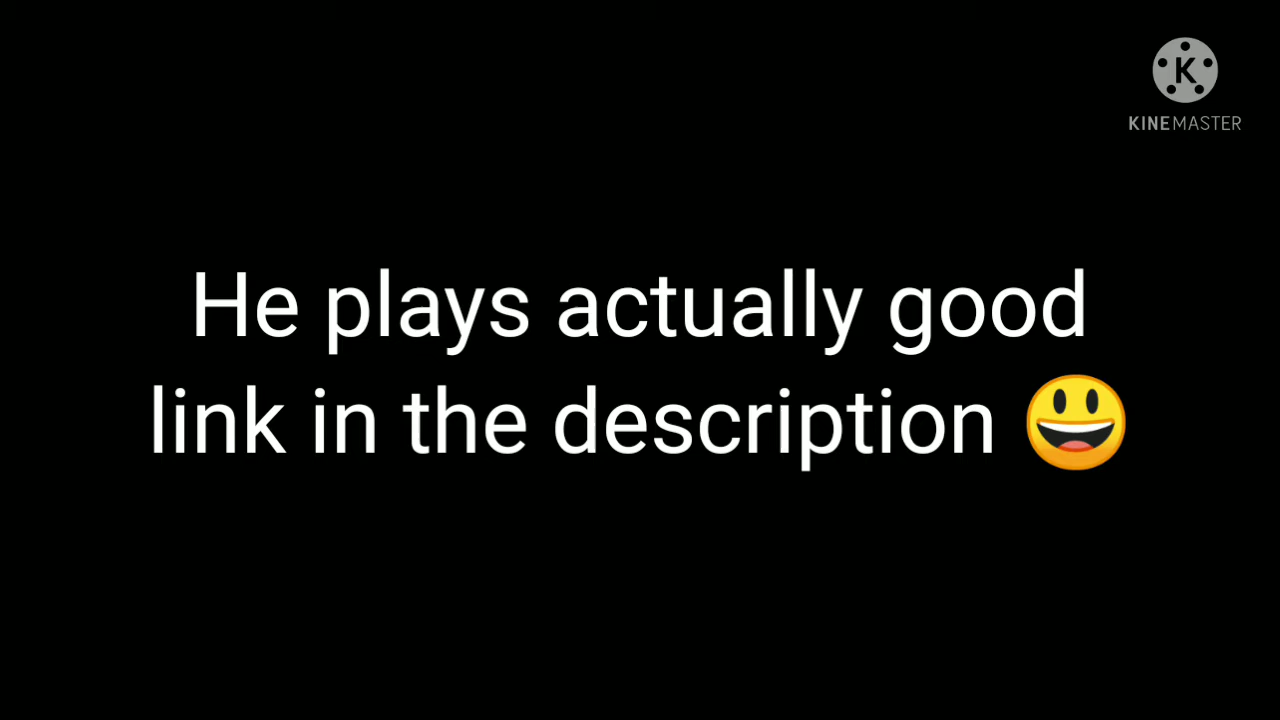 KINEMASTER
He plays actually good
link in the description 😃